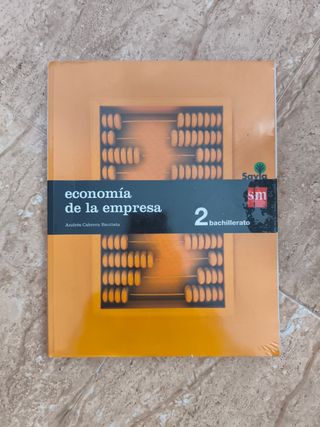 Savia
sm
economía
de la empresa
Andrés Cabrera Bautista
2 bachillerato